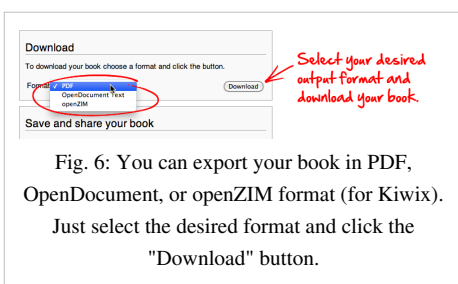 Download
To download your book choose a format and click the button.
Format ✓ PDF
Download
OpenDocument Text
openZIM
Select your desired
output format and
download your book.
Save and share your book
Fig. 6: You can export your book in PDF,
OpenDocument, or openZIM format (for Kiwix).
Just select the desired format and click the
"Download" button.